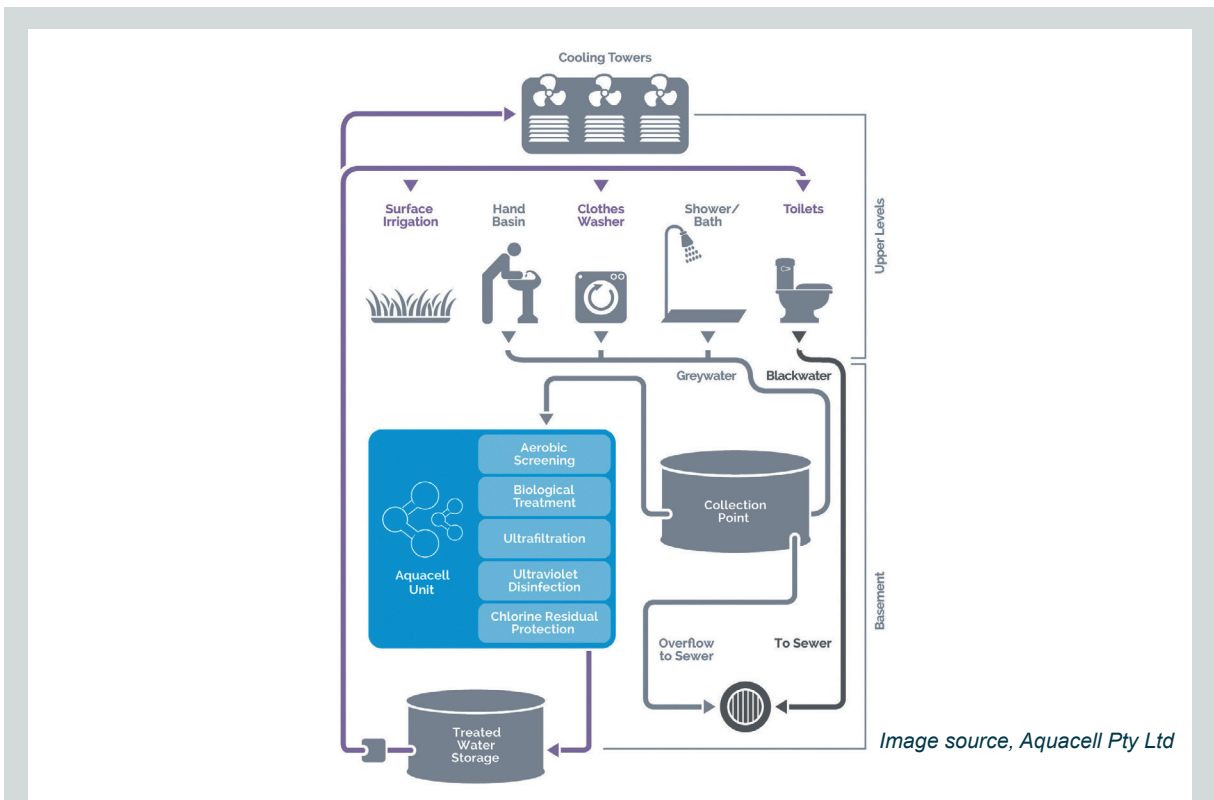 Cooling Towers
Surface
Irrigation
Hand
Basin
Clothes
Washer
Shower/
Bath
Toilets
Upper Levels
Greywater
Blackwater
Aerobic
Screening
Biological
Treatment
Ultrafiltration
Ultraviolet
Disinfection
Chlorine Residual
Protection
Aquacell
Unit
Collection
Point
Basement
Overflow
to Sewer
To Sewer
Treated
Water
Storage
Image source, Aquacell Pty Ltd